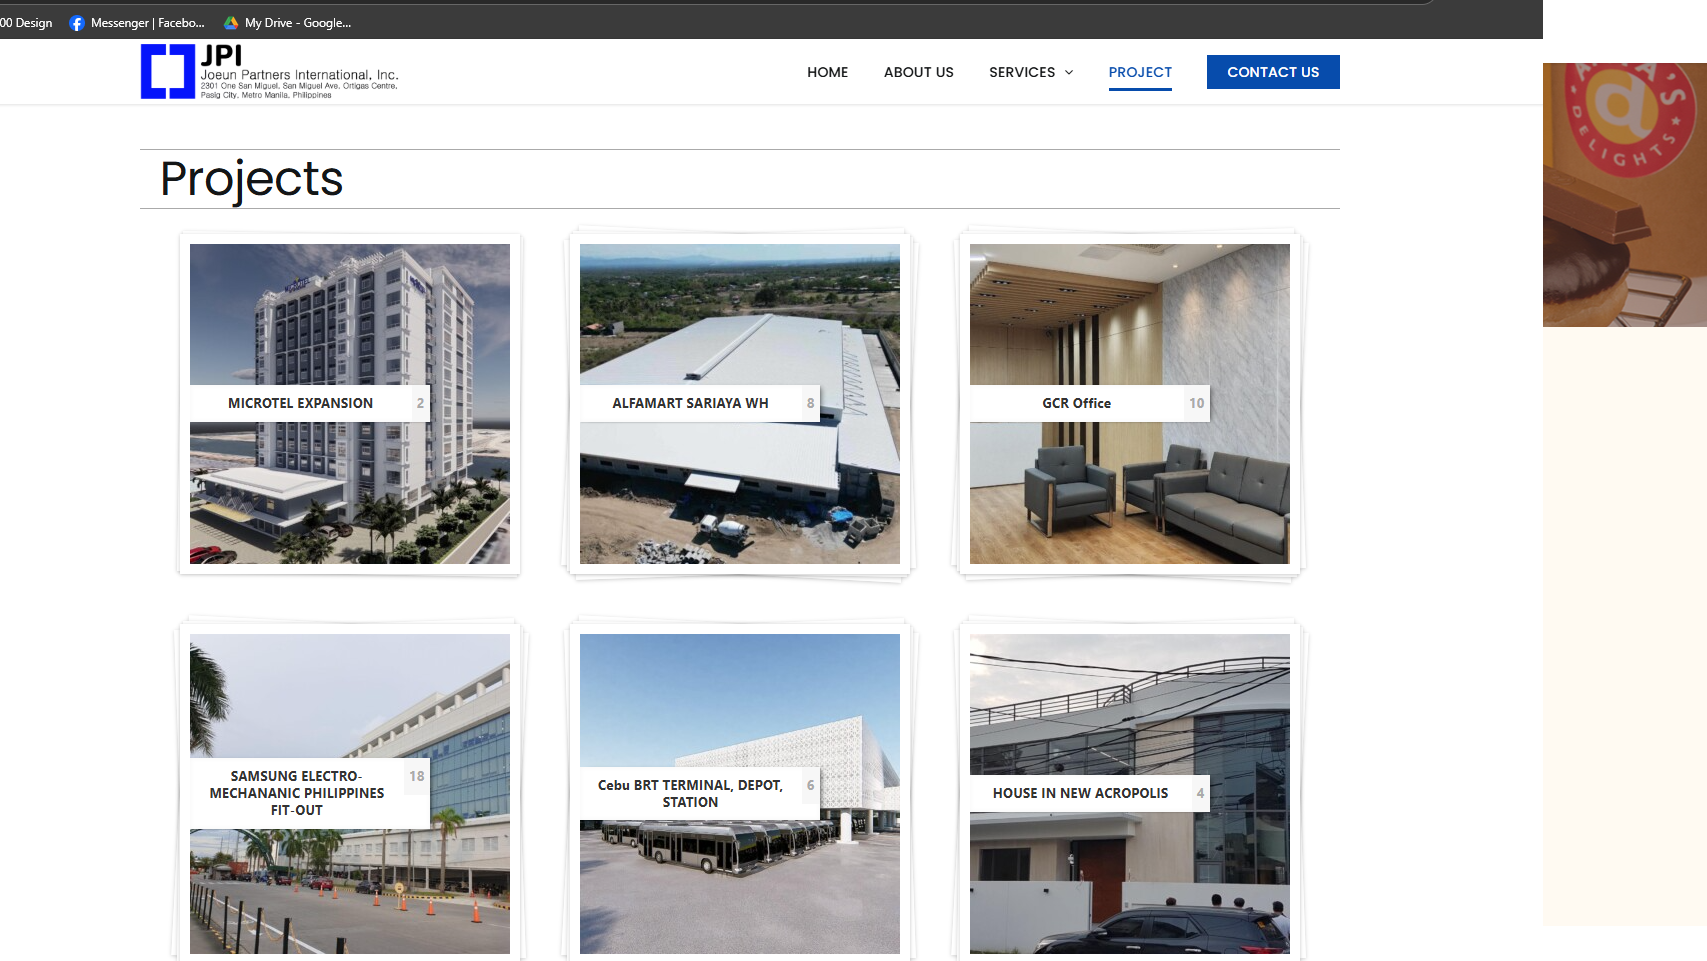 00 Design
Messenger | Facebo...
My Drive - Google...
JPI
Joeun Partners International, Inc.
2301 One San Miguel, San Miguel Ave. Ortigas Centre,
Pasig City, Metro Manila, Philippines
HOME
ABOUT US
SERVICES
PROJECT
CONTACT US
Projects
MICROTEL
MICROTEL EXPANSION 2
ALFAMART SARIAYA WH 8
GCR Office 10
SAMSUNG ELECTRO- 18
MECHANANIC PHILIPPINES
FIT-OUT
Cebu BRT TERMINAL, DEPOT, 6
STATION
HOUSE IN NEW ACROPOLIS 4
DELIGHTS